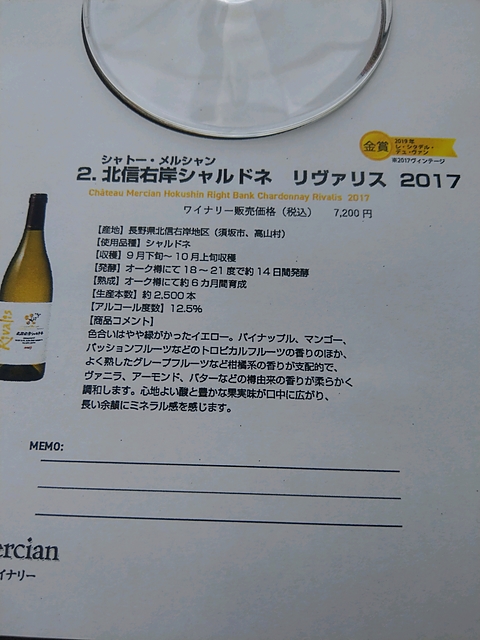 金賞
2019年
レ・シタデル・
デュ・ヴァン
※2017ヴィンテージ
シャトー・メルシャン
2. 北信右岸シャルドネ リヴァリス 2017
Château Mercian Hokushin Right Bank Chardonnay Rivalis 2017
ワイナリー販売価格（税込） 7,200円
【産地】長野県北信右岸地区（須坂市、高山村）
【使用品種】シャルドネ
【収穫】9月下旬〜10月上旬収穫
【発酵】オーク樽にて18〜21度で約14日間発酵
【熟成】オーク樽にて約6カ月間育成
【生産本数】約2,500本
【アルコール度数】12.5%
【商品コメント】
色合いはやや緑がかったイエロー。パイナップル、マンゴー、
パッションフルーツなどのトロピカルフルーツの香りのほか、
よく熟したグレープフルーツなど柑橘系の香りが支配的で、
ヴァニラ、アーモンド、バターなどの樽由来の香りが柔らかく
調和します。心地よい酸と豊かな果実味が口中に広がり、
長い余韻にミネラル感を感じます。
Rivalis
MEMO:
ercian
イナリー